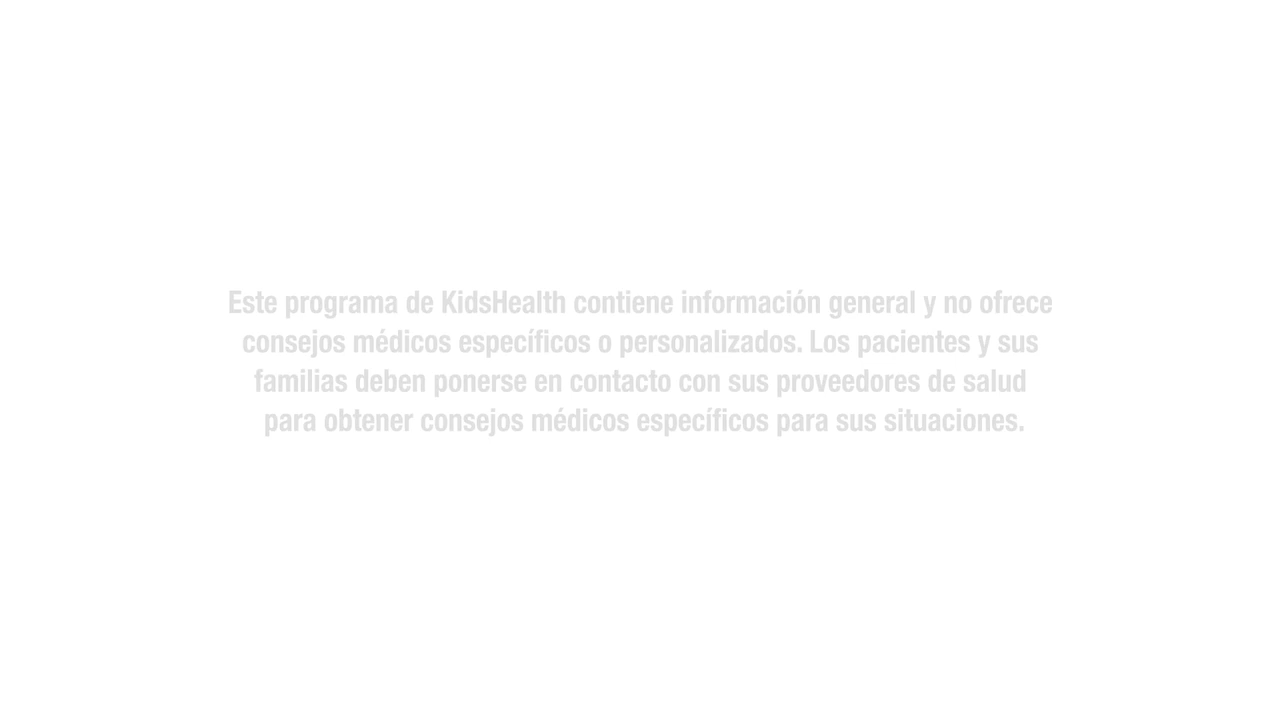 Este programa de KidsHealth contiene información general y no ofrece
consejos médicos específicos o personalizados. Los pacientes y sus
familias deben ponerse en contacto con sus proveedores de salud
para obtener consejos médicos específicos para sus situaciones.